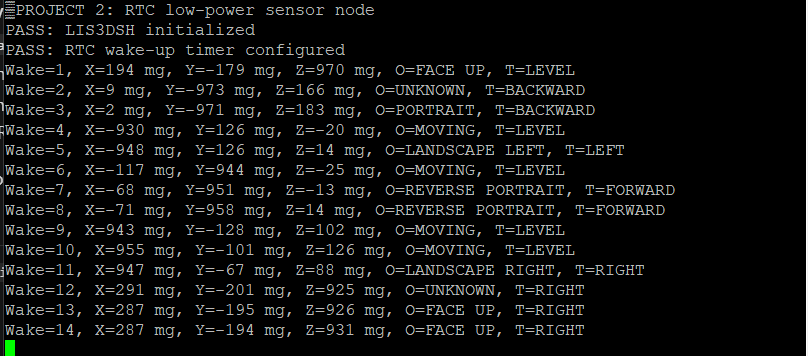 PROJECT 2: RTC low-power sensor node
PASS: LIS3DSH initialized
PASS: RTC wake-up timer configured
Wake=1, X=194 mg, Y=-179 mg, Z=970 mg, O=FACE UP, T=LEVEL
Wake=2, X=9 mg, Y=-973 mg, Z=166 mg, O=UNKNOWN, T=BACKWARD
Wake=3, X=2 mg, Y=-971 mg, Z=183 mg, O=PORTRAIT, T=BACKWARD
Wake=4, X=-930 mg, Y=126 mg, Z=-20 mg, O=MOVING, T=LEVEL
Wake=5, X=-948 mg, Y=126 mg, Z=14 mg, O=LANDSCAPE LEFT, T=LEFT
Wake=6, X=-117 mg, Y=944 mg, Z=-25 mg, O=MOVING, T=LEVEL
Wake=7, X=-68 mg, Y=951 mg, Z=-13 mg, O=REVERSE PORTRAIT, T=FORWARD
Wake=8, X=-71 mg, Y=958 mg, Z=14 mg, O=REVERSE PORTRAIT, T=FORWARD
Wake=9, X=943 mg, Y=-128 mg, Z=102 mg, O=MOVING, T=LEVEL
Wake=10, X=955 mg, Y=-101 mg, Z=126 mg, O=MOVING, T=LEVEL
Wake=11, X=947 mg, Y=-67 mg, Z=88 mg, O=LANDSCAPE RIGHT, T=RIGHT
Wake=12, X=291 mg, Y=-201 mg, Z=925 mg, O=UNKNOWN, T=RIGHT
Wake=13, X=287 mg, Y=-195 mg, Z=926 mg, O=FACE UP, T=RIGHT
Wake=14, X=287 mg, Y=-194 mg, Z=931 mg, O=FACE UP, T=RIGHT